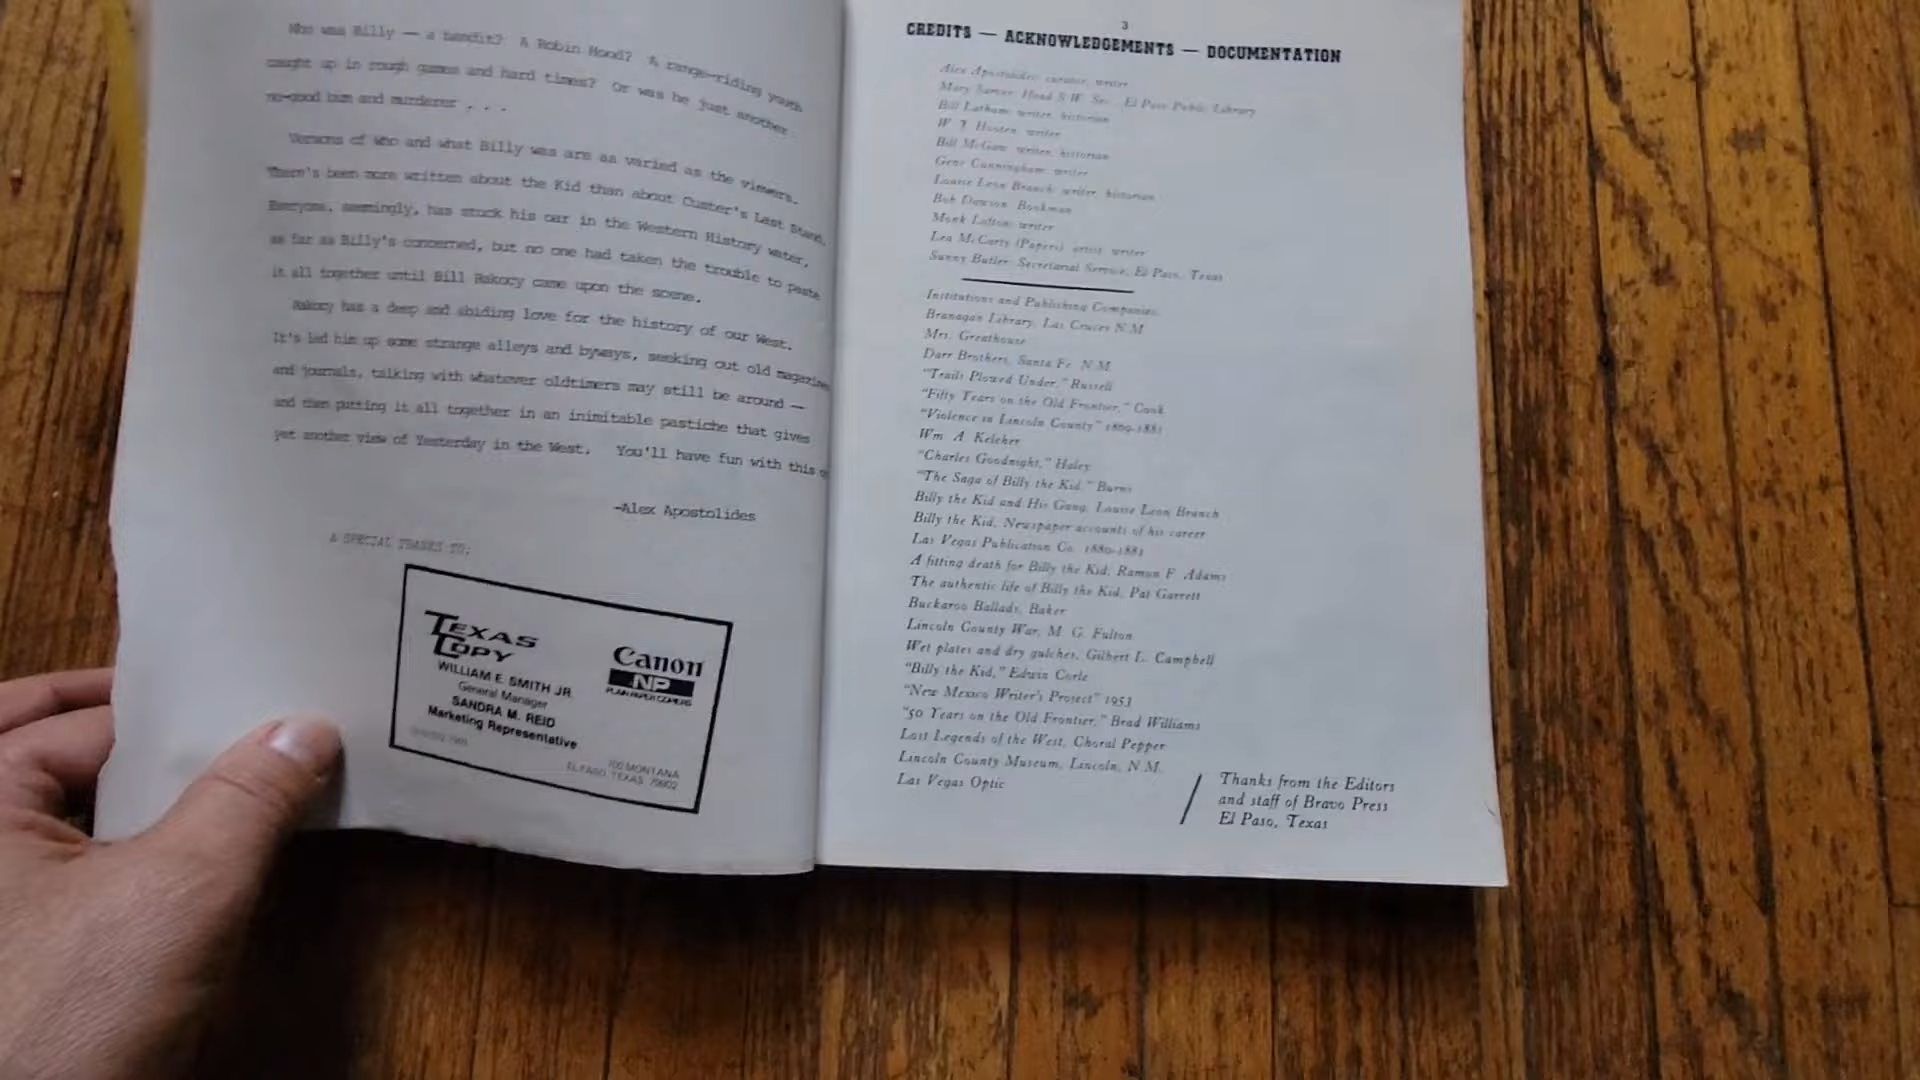 Who was Billy — a bandit? A Robin Hood? A range-riding youth
caught up in rough games and hard times? Or was he just another
no-good bum and murderer . . .
Versions of who and what Billy was are as varied as the viewers.
There's been more written about the Kid than about Custer's Last Stand.
Everyone, seemingly, has stuck his oar in the Western History water,
as far as Billy's concerned, but no one had taken the trouble to paste
it all together until Bill Rakocy came upon the scene.
Rakocy has a deep and abiding love for the history of our West.
It's led him up some strange alleys and byways, seeking out old magazines
and journals, talking with whatever oldtimers may still be around —
and then putting it all together in an inimitable pastiche that gives
yet another view of Yesterday in the West. You'll have fun with this
-Alex Apostolides
A SPECIAL THANKS TO:
TEXAS
COPY
WILLIAM E. SMITH JR.
General Manager
SANDRA M. REID
Marketing Representative
Canon
NP
PLAIN PAPER COPIERS
700 MONTANA
EL PASO, TEXAS 79902
3
CREDITS — ACKNOWLEDGEMENTS — DOCUMENTATION
Alex Apostolides: curator, writer
Mary Sarber: Head S.W. Sec., El Paso Public Library
Bill Latham: writer, historian
W. J. Hooten: writer
Bill McGaw: writer, historian
Gene Cunningham: writer
Louise Leon Branch: writer, historian
Bob Dawson: Bookman
Monk Lofton: writer
Lea McCarty (Papers): artist, writer
Sunny Butler: Secretarial Service, El Paso, Texas
Institutions and Publishing Companies:
Branagan Library, Las Cruces N.M.
Mrs. Greathouse
Darr Brothers, Santa Fe N.M.
"Trails Plowed Under," Russell
"Fifty Years on the Old Frontier," Cook
"Violence in Lincoln County" 1869-1881
Wm. A. Keleher
"Charles Goodnight," Haley
"The Saga of Billy the Kid," Burns
Billy the Kid and His Gang, Louise Leon Branch
Billy the Kid, Newspaper accounts of his career
Las Vegas Publication Co. 1880-1881
A fitting death for Billy the Kid, Ramon F. Adams
The authentic life of Billy the Kid, Pat Garrett
Buckaroo Ballads, Baker
Lincoln County War, M. G. Fulton
Wet plates and dry gulches, Gilbert L. Campbell
"Billy the Kid," Edwin Corle
"New Mexico Writer's Project" 1953
"50 Years on the Old Frontier," Brad Williams
Lost Legends of the West, Choral Pepper
Lincoln County Museum, Lincoln, N.M.
Las Vegas Optic
Thanks from the Editors
and staff of Bravo Press
El Paso, Texas